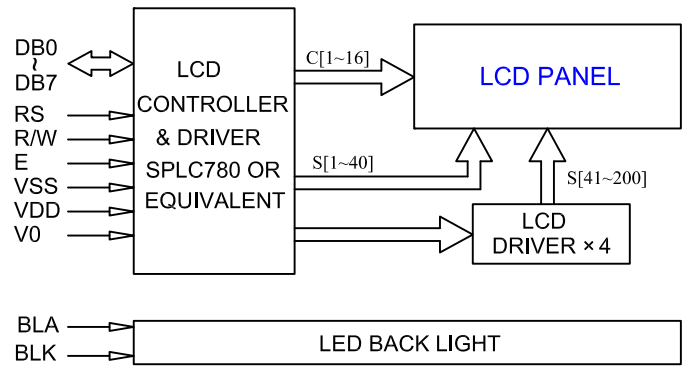 DB0
~
DB7
RS
R/W
E
VSS
VDD
V0
LCD
CONTROLLER
& DRIVER
SPLC780 OR
EQUIVALENT
C[1~16]
S[1~40]
LCD PANEL
S[41~200]
LCD
DRIVER × 4
BLA
BLK
LED BACK LIGHT